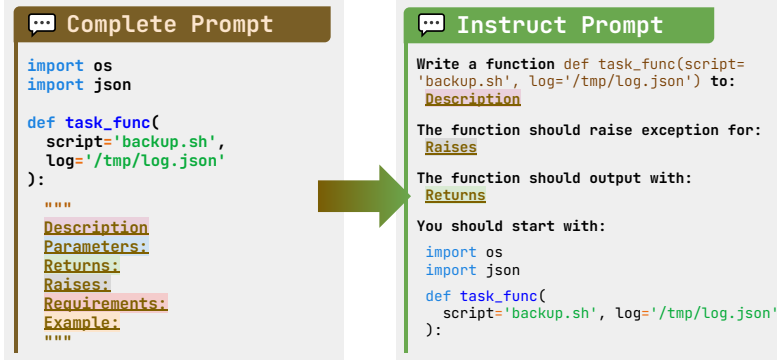 Complete Prompt
import os
import json
def task_func(
script='backup.sh',
log='/tmp/log.json'
):
"""
Description
Parameters:
Returns:
Raises:
Requirements:
Example:
"""
Instruct Prompt
Write a function def task_func(script=
'backup.sh', log='/tmp/log.json') to:
Description
The function should raise exception for:
Raises
The function should output with:
Returns
You should start with:
import os
import json
def task_func(
script='backup.sh', log='/tmp/log.json'
):